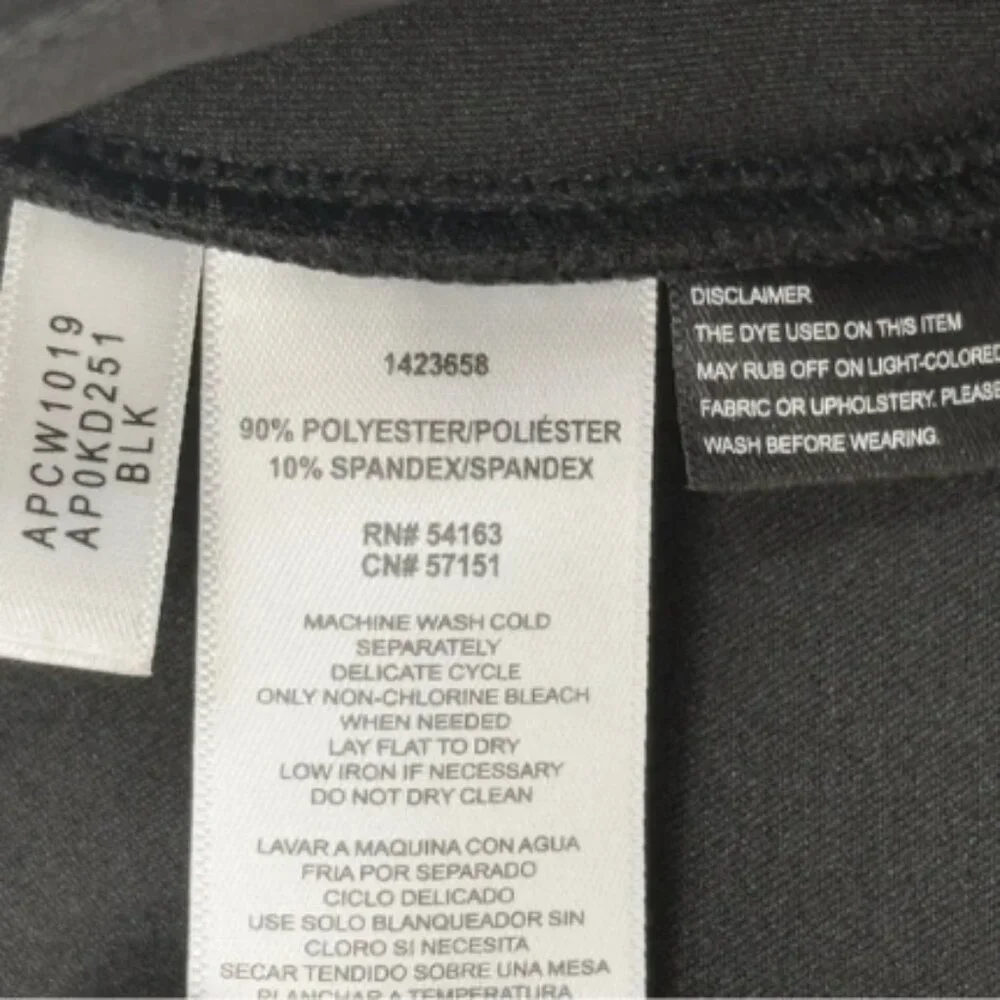 APCW1019
AP0KD251
BLK
1423658
90% POLYESTER/POLIÉSTER
10% SPANDEX/SPANDEX
RN# 54163
CN# 57151
MACHINE WASH COLD
SEPARATELY
DELICATE CYCLE
ONLY NON-CHLORINE BLEACH
WHEN NEEDED
LAY FLAT TO DRY
LOW IRON IF NECESSARY
DO NOT DRY CLEAN
LAVAR A MAQUINA CON AGUA
FRIA POR SEPARADO
CICLO DELICADO
USE SOLO BLANQUEADOR SIN
CLORO SI NECESITA
SECAR TENDIDO SOBRE UNA MESA
PLANCHAR A TEMPERATURA
DISCLAIMER
THE DYE USED ON THIS ITEM
MAY RUB OFF ON LIGHT-COLORED
FABRIC OR UPHOLSTERY. PLEASE
WASH BEFORE WEARING.